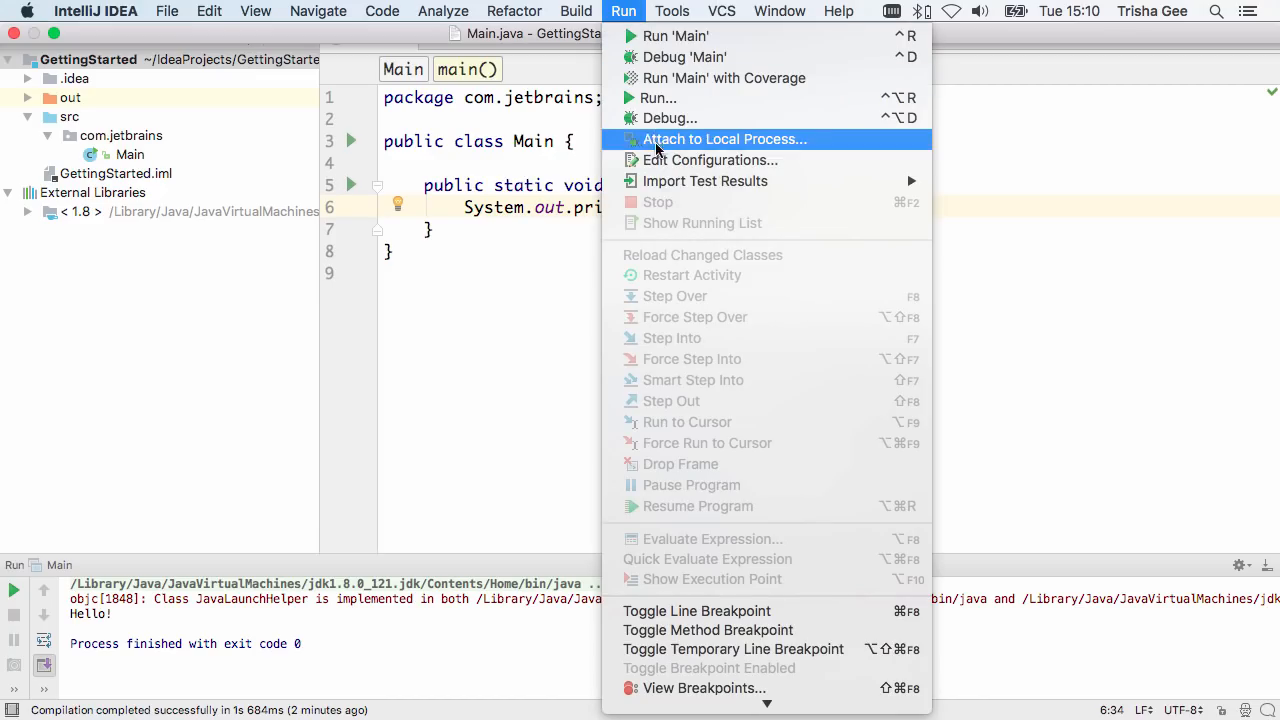 IntelliJ IDEA File Edit View Navigate Code Analyze Refactor Build Run Tools VCS Window Help Tue 15:10 Trisha Gee
Main.java - GettingSta
GettingStarted ~/IdeaProjects/GettingStarte
.idea
out
src
com.jetbrains
Main
GettingStarted.iml
External Libraries
< 1.8 > /Library/Java/JavaVirtualMachines
Main main()
1 package com.jetbrains;
2
3 public class Main {
4
5 public static void
6 System.out.pri
7 }
8 }
9
Run 'Main' ⌃R
Debug 'Main' ⌃D
Run 'Main' with Coverage
Run... ⌃⌥R
Debug... ⌃⌥D
Attach to Local Process...
Edit Configurations...
Import Test Results
Stop ⌘F2
Show Running List
Reload Changed Classes
Restart Activity
Step Over F8
Force Step Over ⌥⇧F8
Step Into F7
Force Step Into ⌥⇧F7
Smart Step Into ⇧F7
Step Out ⇧F8
Run to Cursor ⌥F9
Force Run to Cursor ⌥⌘F9
Drop Frame
Pause Program
Resume Program ⌥⌘R
Evaluate Expression... ⌥F8
Quick Evaluate Expression ⌥⌘F8
Show Execution Point ⌥F10
Toggle Line Breakpoint ⌘F8
Toggle Method Breakpoint
Toggle Temporary Line Breakpoint ⌥⇧⌘F8
Toggle Breakpoint Enabled
View Breakpoints... ⇧⌘F8
Run Main
/Library/Java/JavaVirtualMachines/jdk1.8.0_121.jdk/Contents/Home/bin/java ...
objc[1848]: Class JavaLaunchHelper is implemented in both /Library/Java/Java bin/java and /Library/Java/JavaVirtualMachines/jdk
Hello!
Process finished with exit code 0
Compilation completed successfully in 1s 684ms (2 minutes ago) 6:34 LF UTF-8